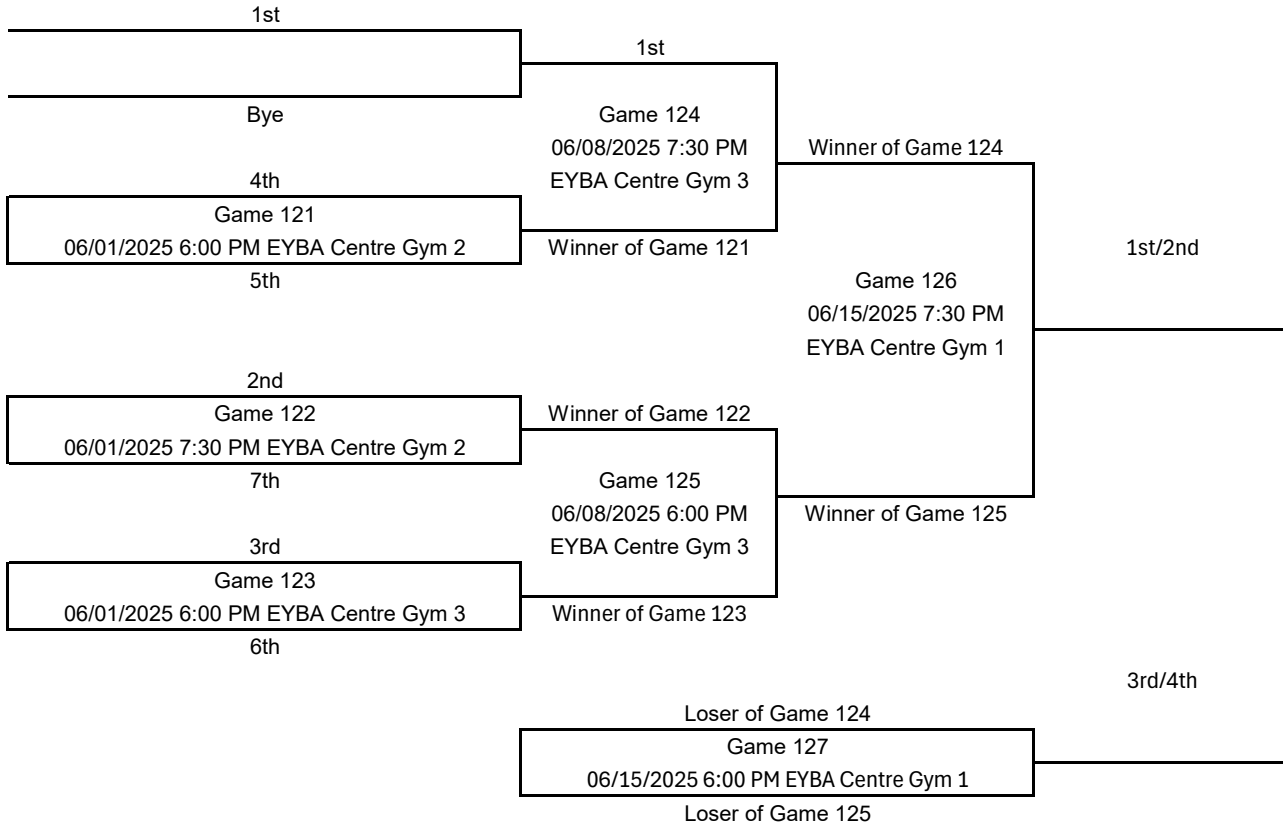 1st
1st
Bye
Game 124
06/08/2025 7:30 PM
EYBA Centre Gym 3
Winner of Game 124
4th
Game 121
06/01/2025 6:00 PM EYBA Centre Gym 2
5th
Winner of Game 121
1st/2nd
Game 126
06/15/2025 7:30 PM
EYBA Centre Gym 1
2nd
Game 122
06/01/2025 7:30 PM EYBA Centre Gym 2
7th
Winner of Game 122
Game 125
06/08/2025 6:00 PM
EYBA Centre Gym 3
Winner of Game 125
3rd
Game 123
06/01/2025 6:00 PM EYBA Centre Gym 3
6th
Winner of Game 123
3rd/4th
Loser of Game 124
Game 127
06/15/2025 6:00 PM EYBA Centre Gym 1
Loser of Game 125